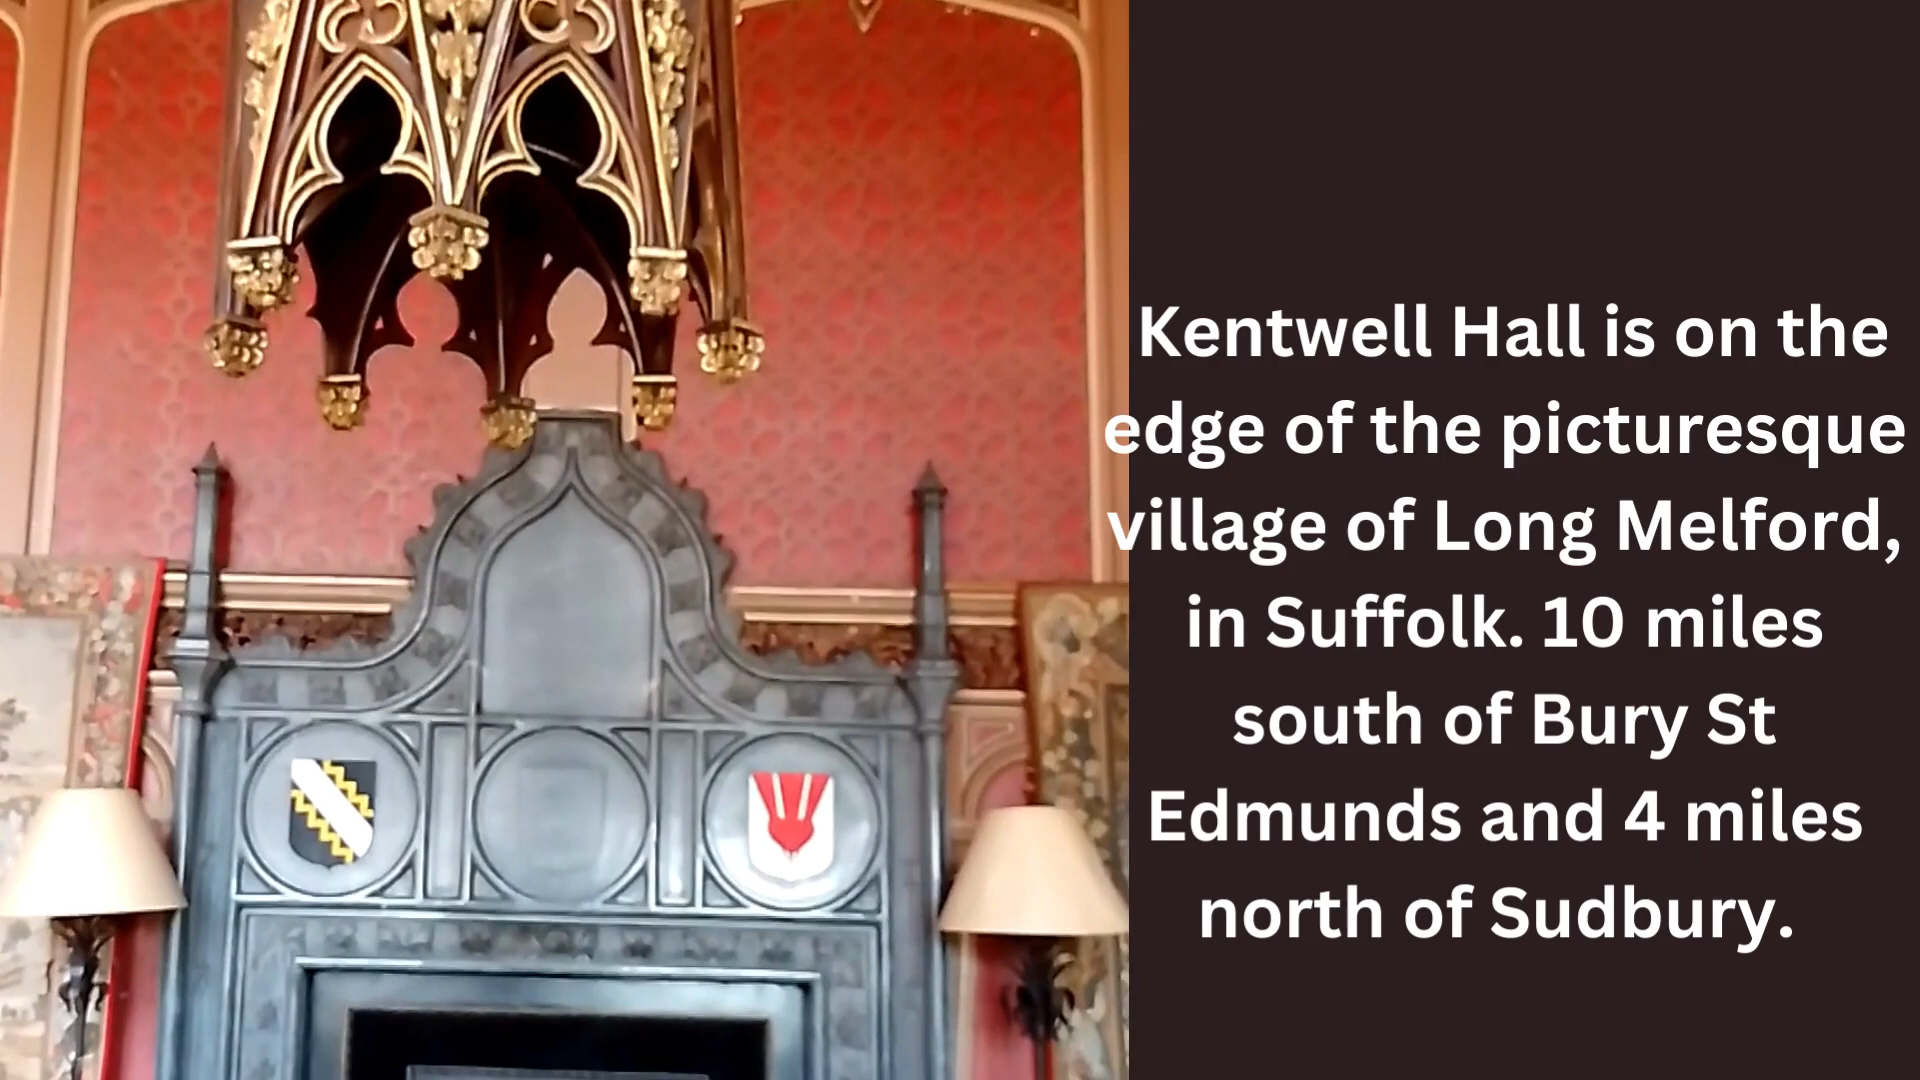 Kentwell Hall is on the
edge of the picturesque
village of Long Melford,
in Suffolk. 10 miles
south of Bury St
Edmunds and 4 miles
north of Sudbury.